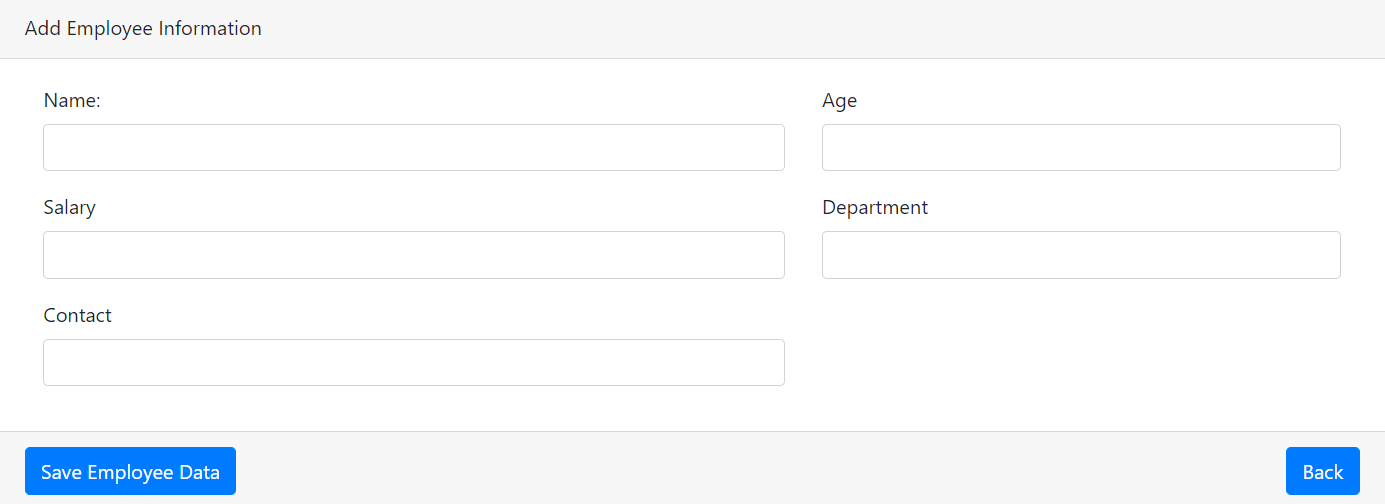 Add Employee Information
Name:
Age
Salary
Department
Contact
Save Employee Data
Back